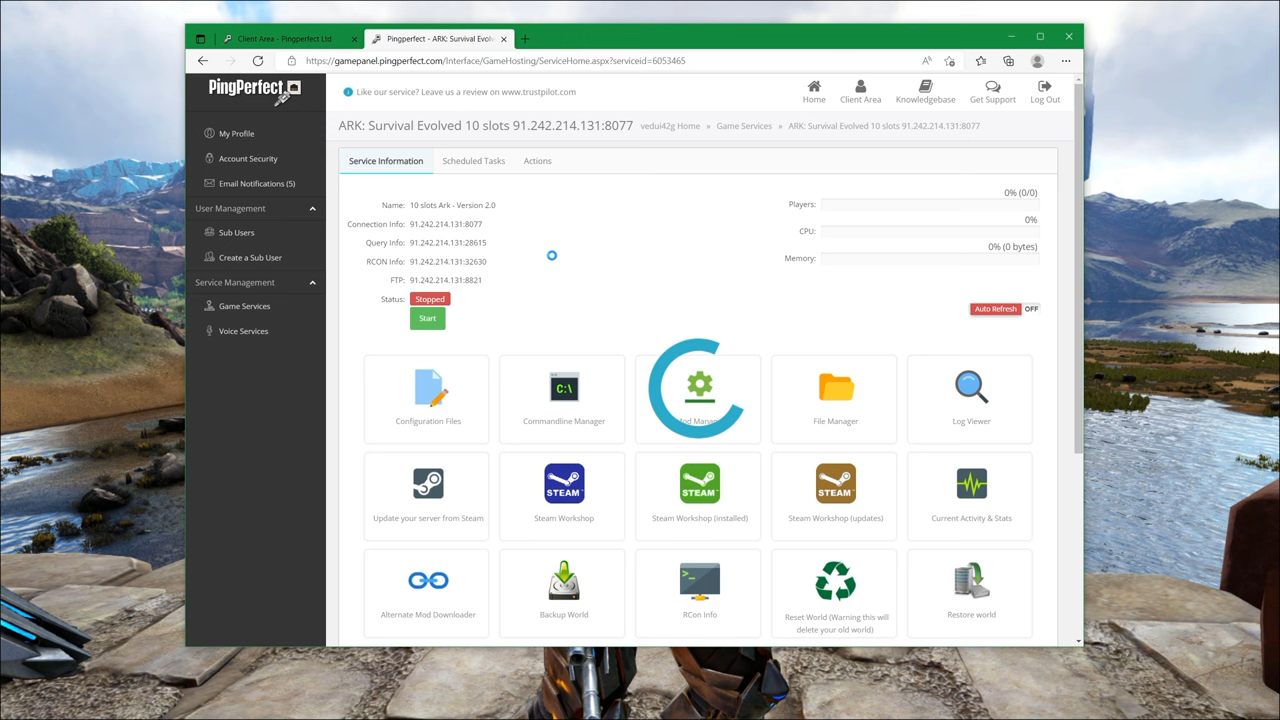 Client Area - Pingperfect Ltd
Pingperfect - ARK: Survival Evol
https://gamepanel.pingperfect.com/Interface/GameHosting/ServiceHome.aspx?serviceid=6053465
PingPerfect
Like our service? Leave us a review on www.trustpilot.com
Home
Client Area
Knowledgebase
Get Support
Log Out
ARK: Survival Evolved 10 slots 91.242.214.131:8077
vedui42g Home » Game Services » ARK: Survival Evolved 10 slots 91.242.214.131:8077
My Profile
Account Security
Email Notifications (5)
User Management
Sub Users
Create a Sub User
Service Management
Game Services
Voice Services
Service Information
Scheduled Tasks
Actions
Name: 10 slots Ark - Version 2.0
Connection Info: 91.242.214.131:8077
Query Info: 91.242.214.131:28615
RCON Info: 91.242.214.131:32630
FTP: 91.242.214.131:8821
Status: Stopped
Start
0% (0/0)
Players:
0%
CPU:
0% (0 bytes)
Memory:
Auto Refresh OFF
Configuration Files
C:\
Commandline Manager
File Manager
Log Viewer
Update your server from Steam
STEAM
Steam Workshop
STEAM
Steam Workshop (installed)
STEAM
Steam Workshop (updates)
Current Activity & Stats
Alternate Mod Downloader
Backup World
RCon Info
Reset World (Warning this will
delete your old world)
Restore world